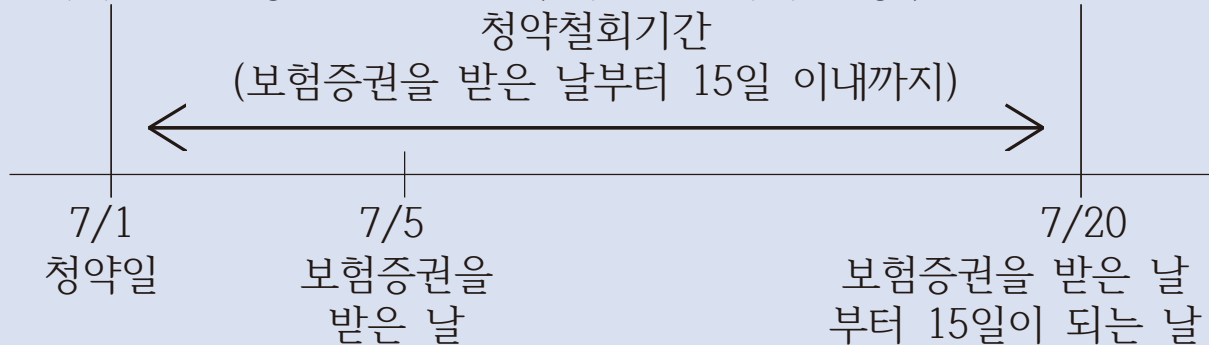 청약철회기간
(보험증권을 받은 날부터 15일 이내까지)
7/1
청약일
7/5
보험증권을
받은 날
7/20
보험증권을 받은 날
부터 15일이 되는 날